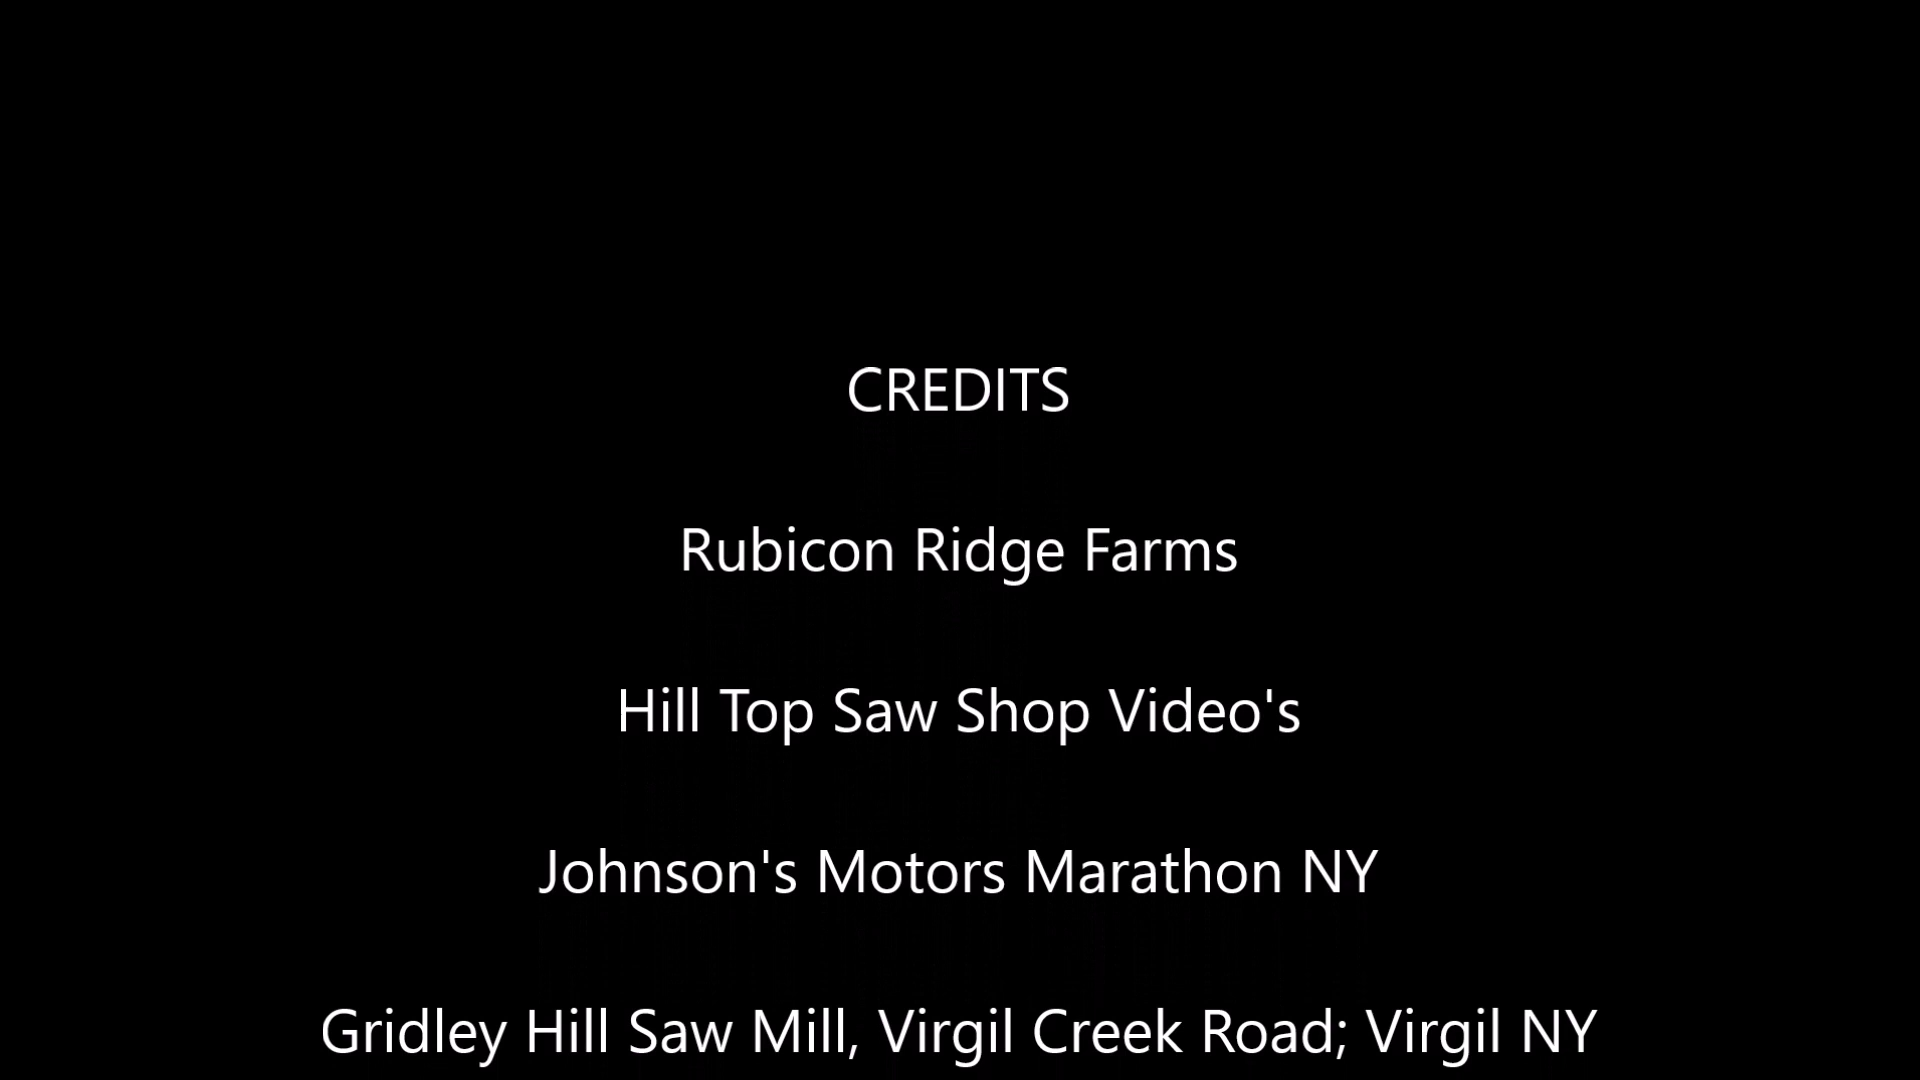 CREDITS
Rubicon Ridge Farms
Hill Top Saw Shop Video's
Johnson's Motors Marathon NY
Gridley Hill Saw Mill, Virgil Creek Road; Virgil NY